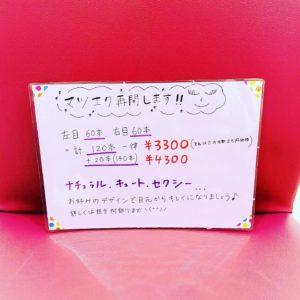 マツエク再開します!!
左目 60本 右目 60本
＝計 120本 一律 ¥3300
＋20本(140本) ¥4300
ナチュラル、キュート、セクシー...
お好みのデザインで目元からキレイになりましょう♪
詳しくは担当何割りまで